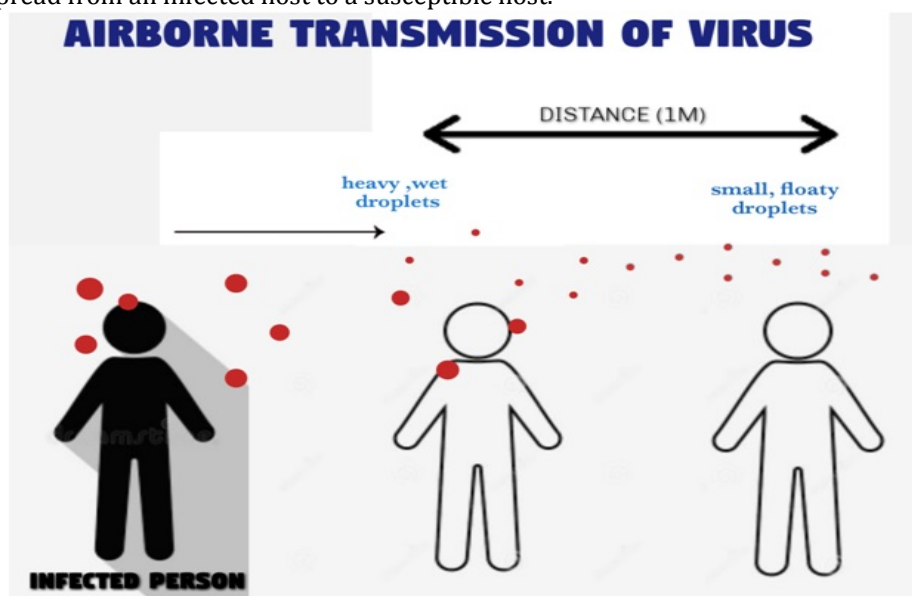 spread from an infected host to a susceptible host.
AIRBORNE TRANSMISSION OF VIRUS
DISTANCE (1M)
heavy ,wet
droplets
small, floaty
droplets
INFECTED PERSON